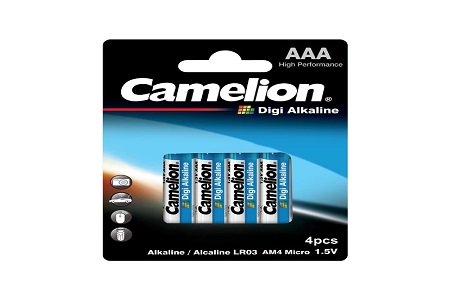 AAA
High Performance
Camelion®
Digi Alkaline
Camelion
Camelion
Camelion
Camelion
4pcs
Alkaline / Alcaline LR03 AM4 Micro 1.5V